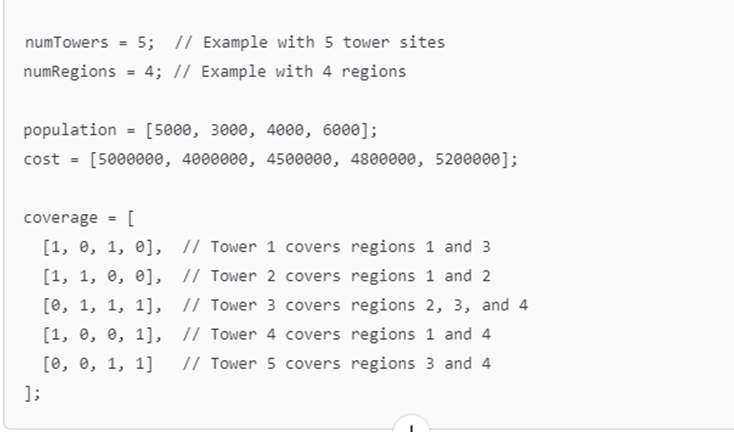 numTowers = 5;  // Example with 5 tower sites
numRegions = 4; // Example with 4 regions
population = [5000, 3000, 4000, 6000];
cost = [5000000, 4000000, 4500000, 4800000, 5200000];
coverage = [
  [1, 0, 1, 0],  // Tower 1 covers regions 1 and 3
  [1, 1, 0, 0],  // Tower 2 covers regions 1 and 2
  [0, 1, 1, 1],  // Tower 3 covers regions 2, 3, and 4
  [1, 0, 0, 1],  // Tower 4 covers regions 1 and 4
  [0, 0, 1, 1]   // Tower 5 covers regions 3 and 4
];